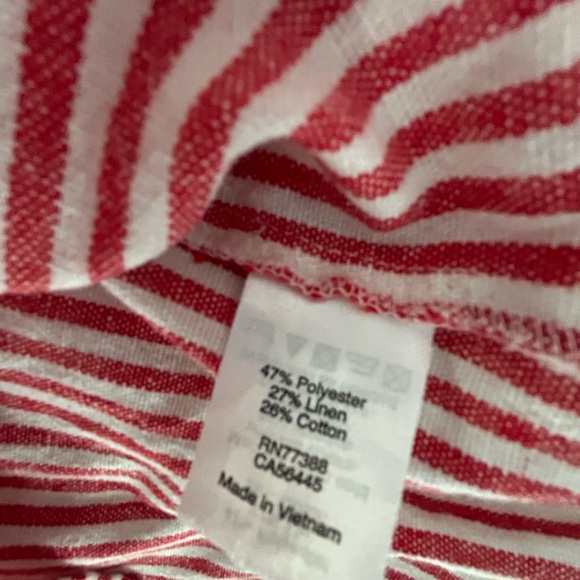 47% Polyester
27% Linen
26% Cotton
RN77388
CA56445
Made in Vietnam